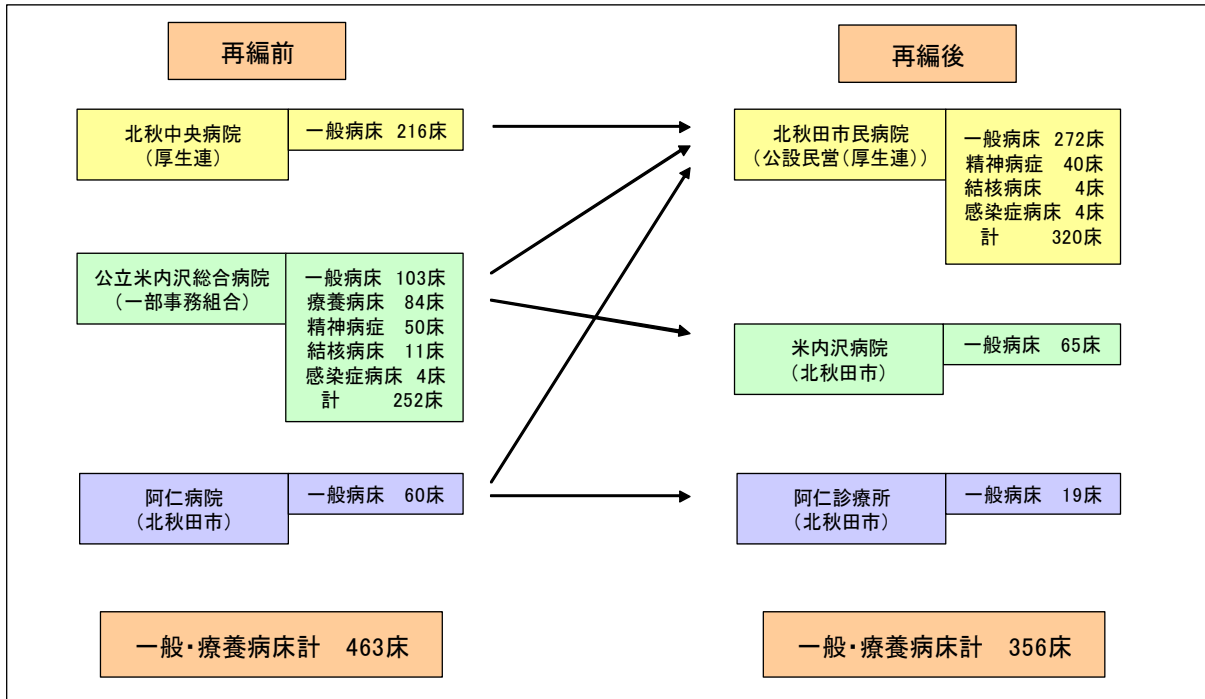 再編前
北秋中央病院
（厚生連）
一般病床 216床
公立米内沢総合病院
（一部事務組合）
一般病床 103床
療養病床 84床
精神病症 50床
結核病床 11床
感染症病床 4床
計 252床
阿仁病院
（北秋田市）
一般病床 60床
一般・療養病床計 463床
再編後
北秋田市民病院
（公設民営（厚生連））
一般病床 272床
精神病症 40床
結核病床 4床
感染症病床 4床
計 320床
米内沢病院
（北秋田市）
一般病床 65床
阿仁診療所
（北秋田市）
一般病床 19床
一般・療養病床計 356床